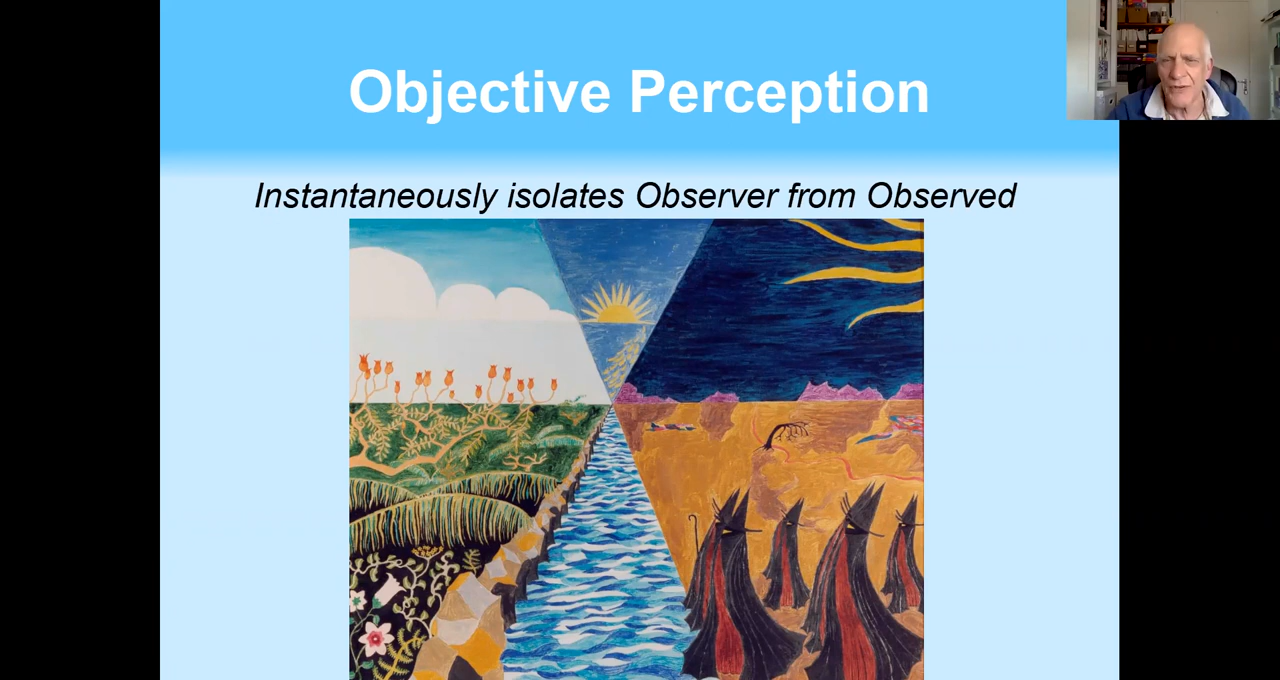 Objective Perception
Instantaneously isolates Observer from Observed